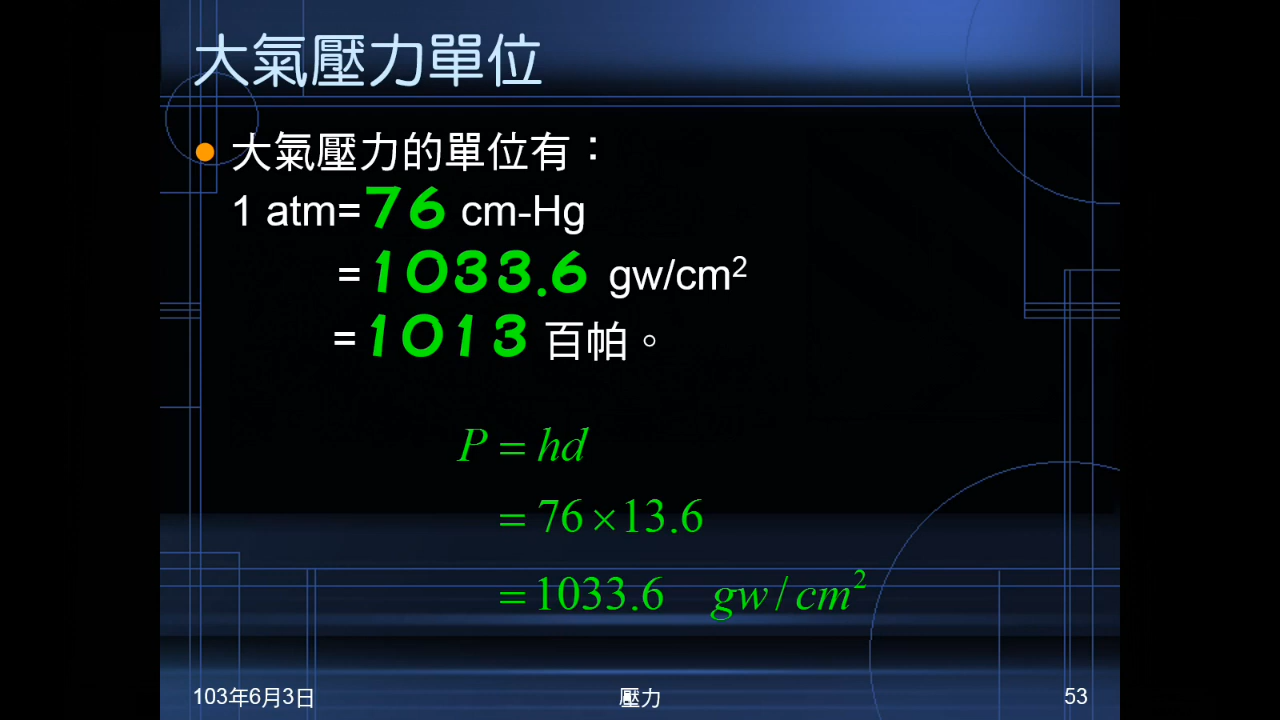 大氣壓力單位
大氣壓力的單位有：
1 atm=76 cm-Hg
=1033.6 gw/cm²
=1013 百帕。
P = hd
= 76×13.6
=1033.6 gw/cm²
103年6月3日
壓力
53